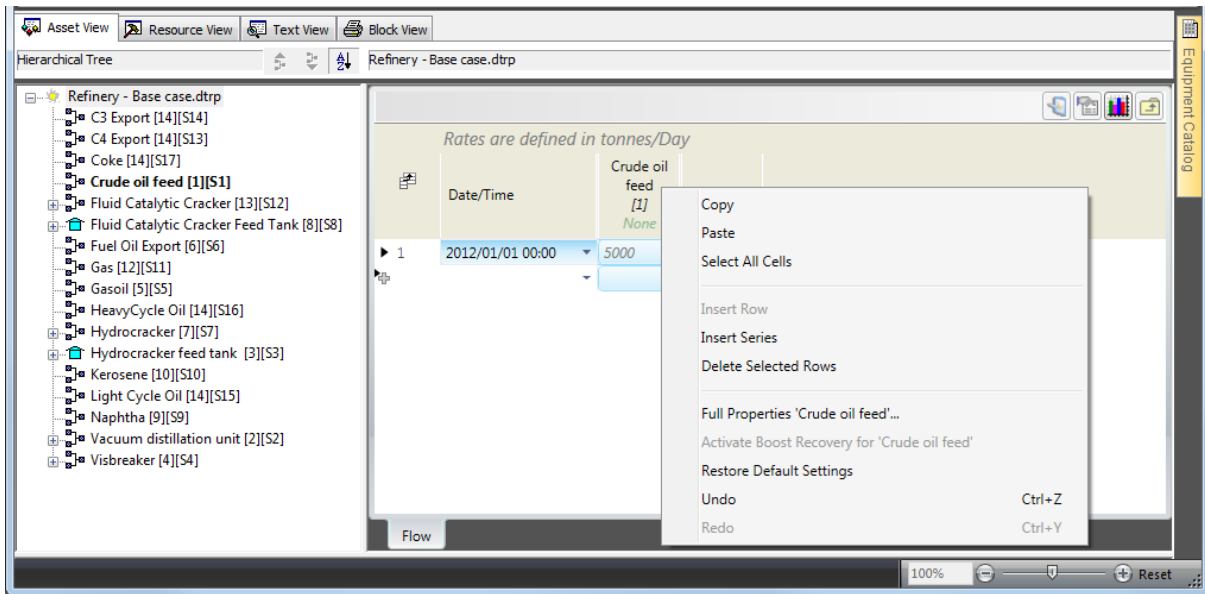 Asset View
Resource View
Text View
Block View
Hierarchical Tree
Refinery - Base case.dtrp
Refinery - Base case.dtrp
C3 Export [14][S14]
C4 Export [14][S13]
Coke [14][S17]
Crude oil feed [1][S1]
Fluid Catalytic Cracker [13][S12]
Fluid Catalytic Cracker Feed Tank [8][S8]
Fuel Oil Export [6][S6]
Gas [12][S11]
Gasoil [5][S5]
HeavyCycle Oil [14][S16]
Hydrocracker [7][S7]
Hydrocracker feed tank [3][S3]
Kerosene [10][S10]
Light Cycle Oil [14][S15]
Naphtha [9][S9]
Vacuum distillation unit [2][S2]
Visbreaker [4][S4]
Rates are defined in tonnes/Day
Date/Time
Crude oil
feed
[1]
None
1
2012/01/01 00:00
5000
Copy
Paste
Select All Cells
Insert Row
Insert Series
Delete Selected Rows
Full Properties 'Crude oil feed'...
Activate Boost Recovery for 'Crude oil feed'
Restore Default Settings
Undo Ctrl+Z
Redo Ctrl+Y
Flow
Equipment Catalog
100%
Reset